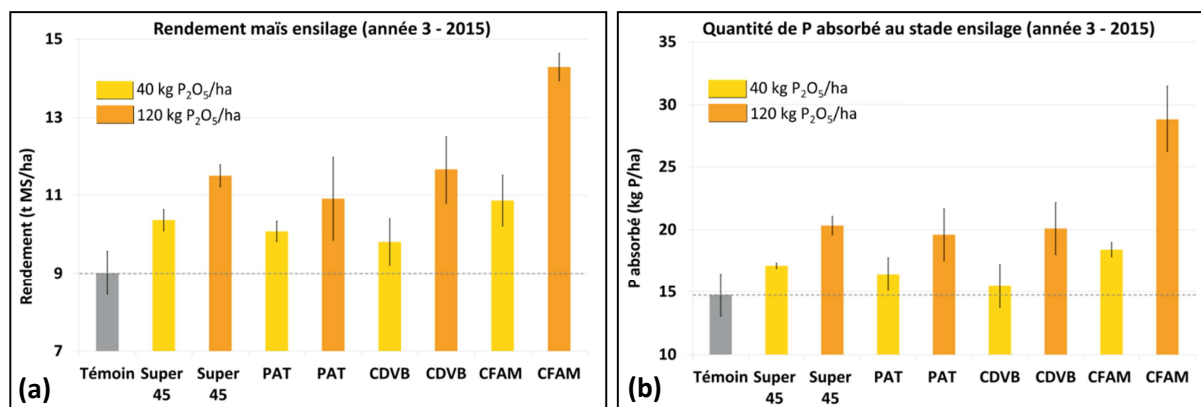 Rendement maïs ensilage (année 3 - 2015)
15
13
11
9
7
Rendement (t MS/ha)
40 kg P₂O₅/ha
120 kg P₂O₅/ha
Témoin Super 45 Super 45 PAT PAT CDVB CDVB CFAM CFAM
(a)
Quantité de P absorbé au stade ensilage (année 3 - 2015)
35
30
25
20
15
10
P absorbé (kg P/ha)
40 kg P₂O₅/ha
120 kg P₂O₅/ha
Témoin Super 45 Super 45 PAT PAT CDVB CDVB CFAM CFAM
(b)